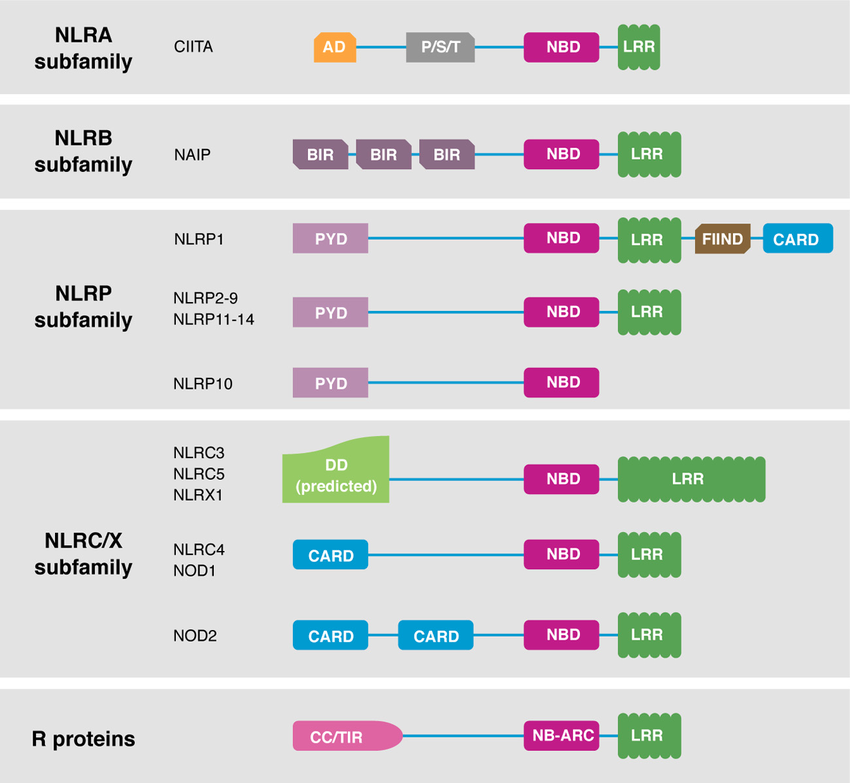 NLRA
subfamily
CIITA
AD
P/S/T
NBD
LRR
NLRB
subfamily
NAIP
BIR
BIR
BIR
NBD
LRR
NLRP
subfamily
NLRP1
PYD
NBD
LRR
FIIND
CARD
NLRP2-9
NLRP11-14
PYD
NBD
LRR
NLRP10
PYD
NBD
NLRC/X
subfamily
NLRC3
NLRC5
NLRX1
DD
(predicted)
NBD
LRR
NLRC4
NOD1
CARD
NBD
LRR
NOD2
CARD
CARD
NBD
LRR
R proteins
CC/TIR
NB-ARC
LRR